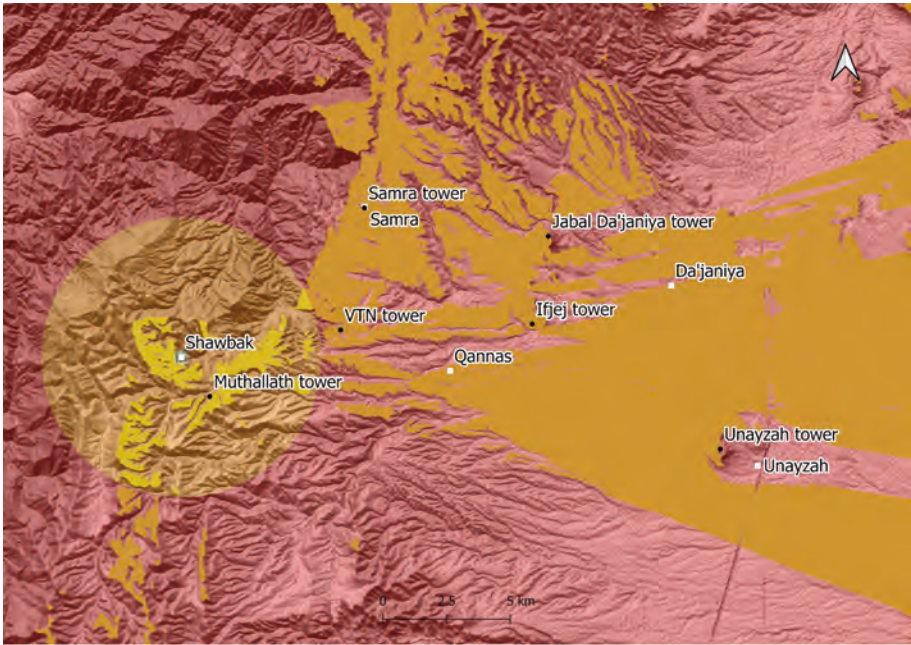 Samra tower
Samra
Jabal Da'janiya tower
Da'janiya
VTN tower
Ifjej tower
Shawbak
Qannas
Muthallath tower
Unayzah tower
Unayzah
0 2.5 5 km